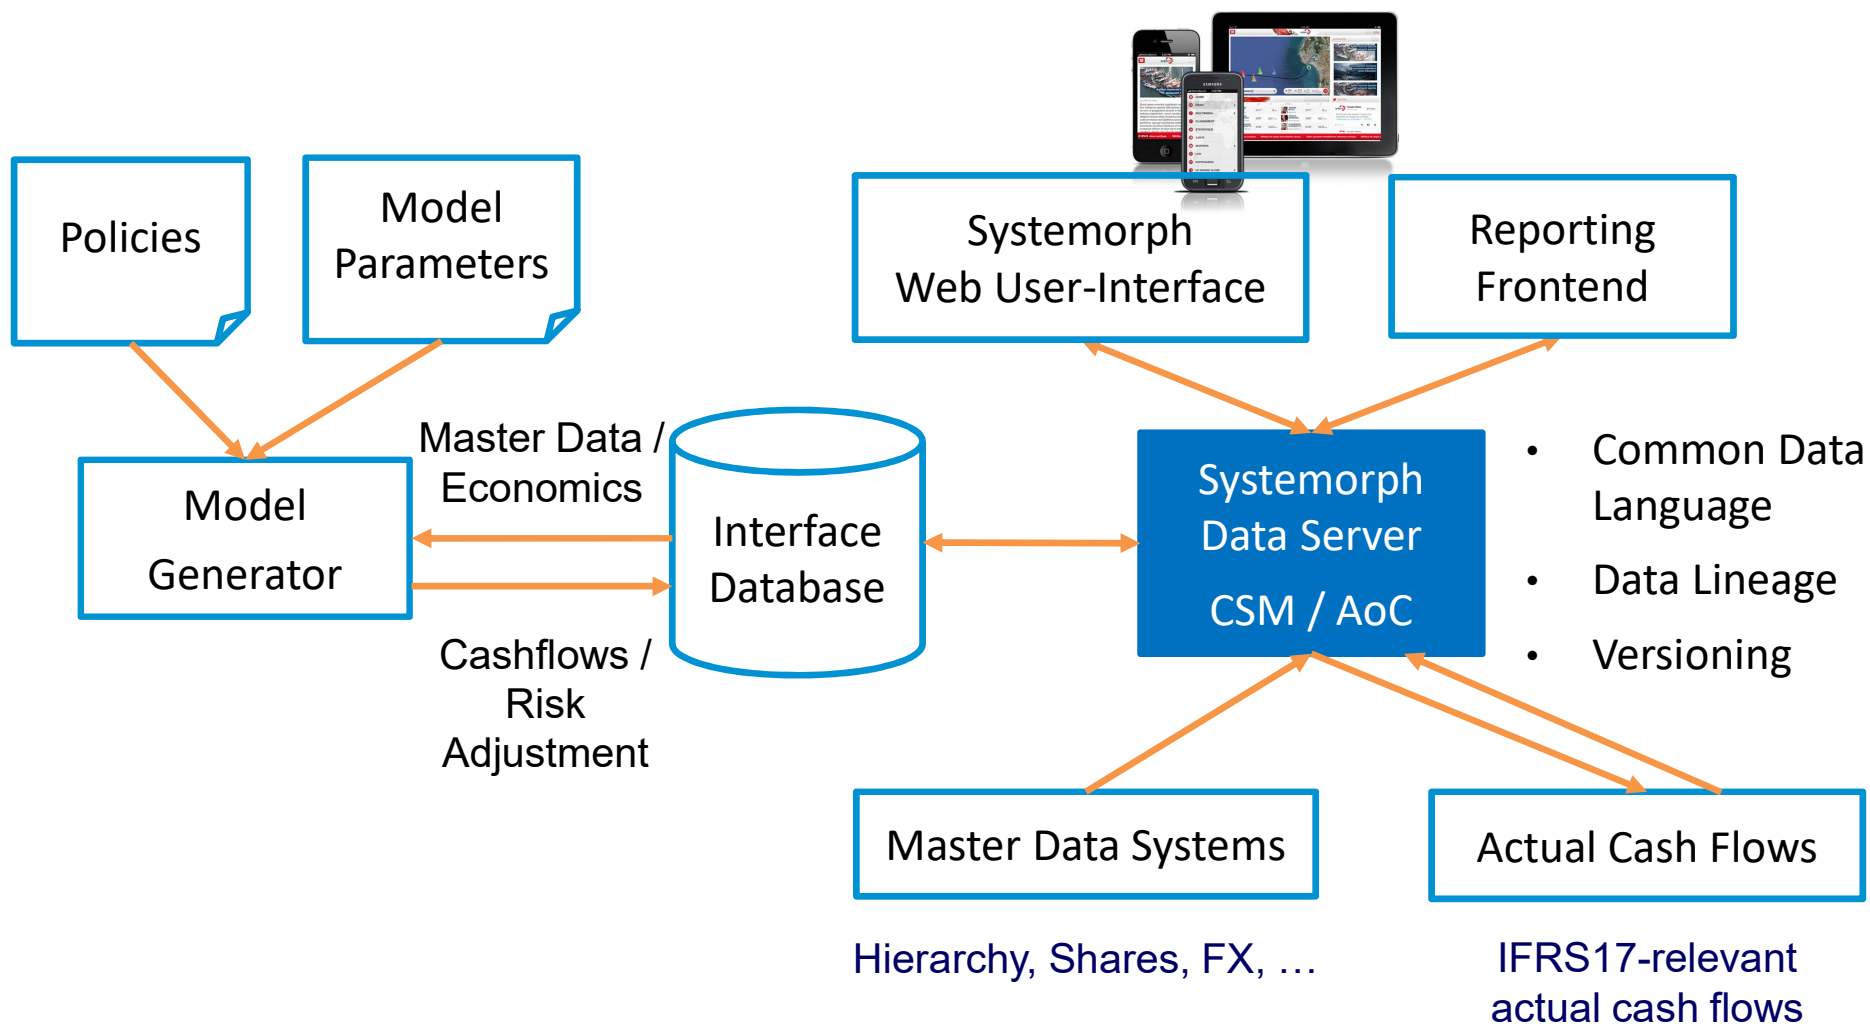 Policies
Model
Parameters
Systemorph
Web User-Interface
Reporting
Frontend
Master Data /
Economics
Model
Generator
Interface
Database
Systemorph
Data Server
CSM / AoC
• Common Data
Language
• Data Lineage
• Versioning
Cashflows /
Risk
Adjustment
Master Data Systems
Actual Cash Flows
Hierarchy, Shares, FX, …
IFRS17-relevant
actual cash flows